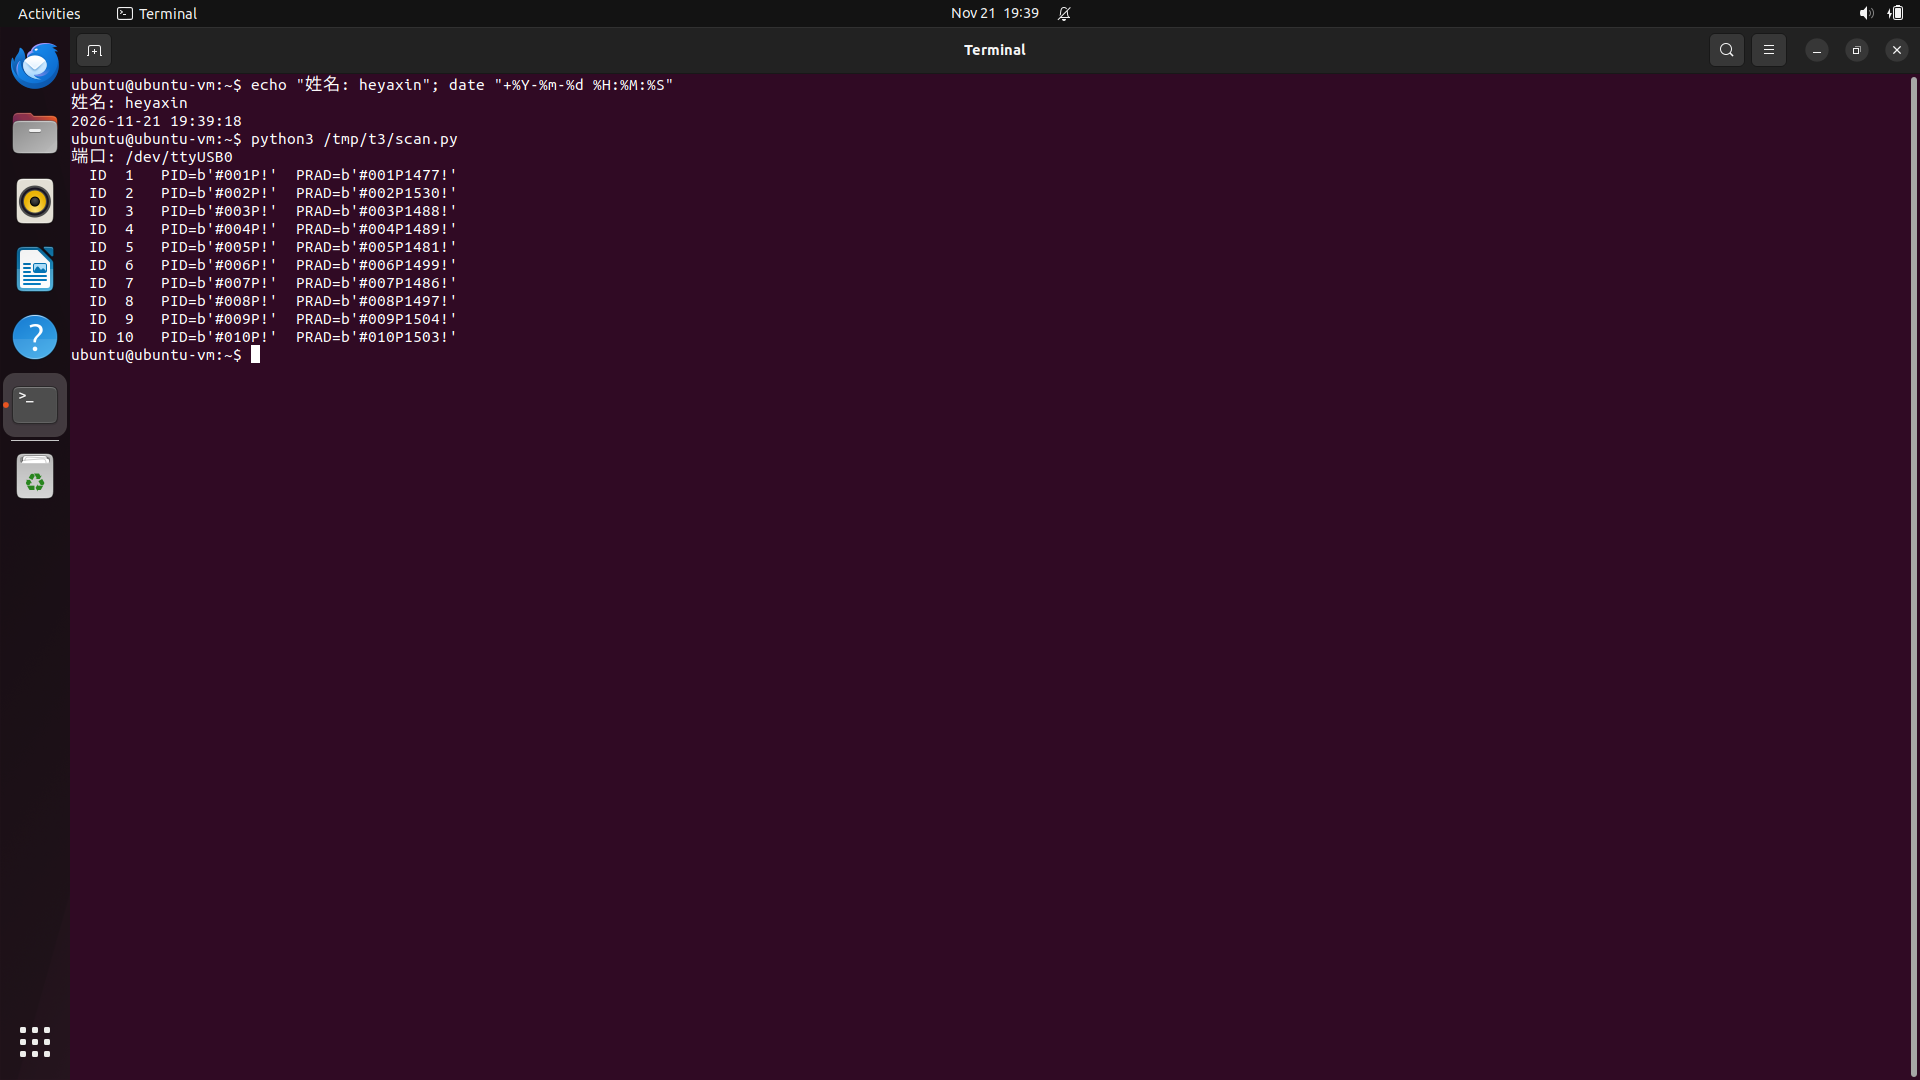 Activities
Terminal
Nov 21 19:39
Terminal
ubuntu@ubuntu-vm:~$ echo "姓名: heyaxin"; date "+%Y-%m-%d %H:%M:%S"
姓名: heyaxin
2026-11-21 19:39:18
ubuntu@ubuntu-vm:~$ python3 /tmp/t3/scan.py
端口: /dev/ttyUSB0
  ID  1   PID=b'#001P!'  PRAD=b'#001P1477!'
  ID  2   PID=b'#002P!'  PRAD=b'#002P1530!'
  ID  3   PID=b'#003P!'  PRAD=b'#003P1488!'
  ID  4   PID=b'#004P!'  PRAD=b'#004P1489!'
  ID  5   PID=b'#005P!'  PRAD=b'#005P1481!'
  ID  6   PID=b'#006P!'  PRAD=b'#006P1499!'
  ID  7   PID=b'#007P!'  PRAD=b'#007P1486!'
  ID  8   PID=b'#008P!'  PRAD=b'#008P1497!'
  ID  9   PID=b'#009P!'  PRAD=b'#009P1504!'
  ID 10   PID=b'#010P!'  PRAD=b'#010P1503!'
ubuntu@ubuntu-vm:~$